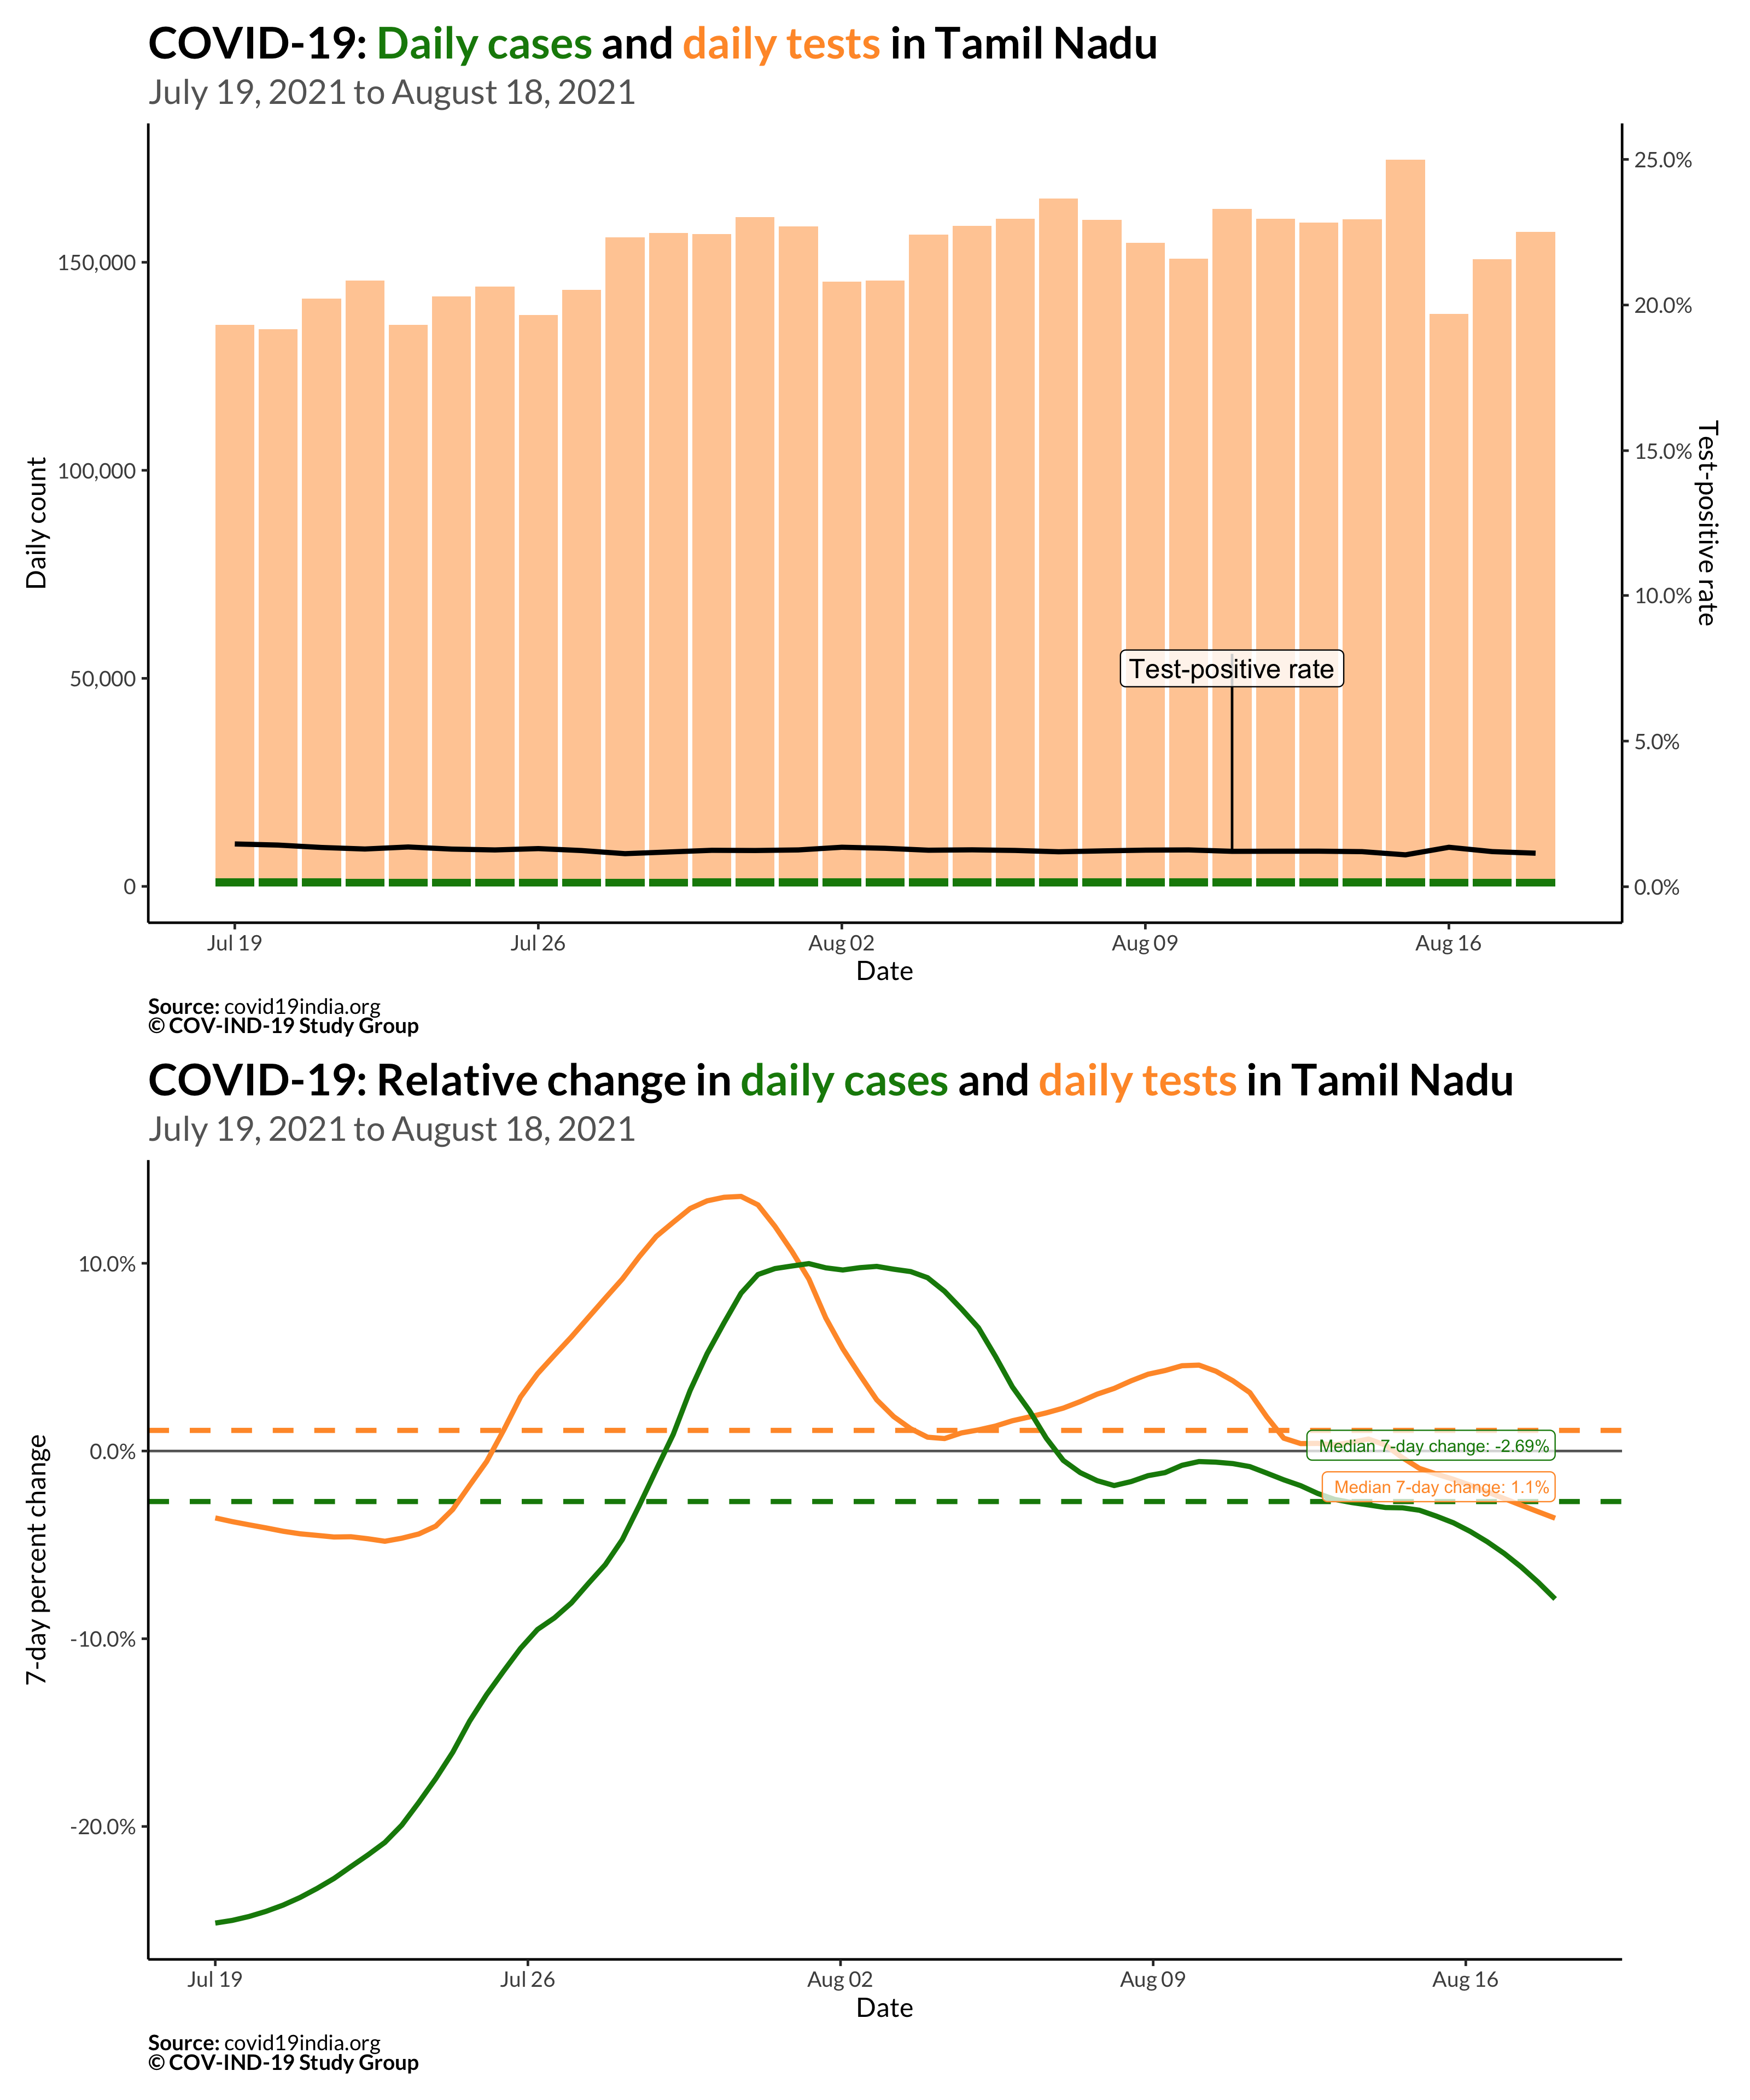 COVID-19: Daily cases and daily tests in Tamil Nadu
July 19, 2021 to August 18, 2021
Daily count
150,000
100,000
50,000
0
25.0%
20.0%
15.0%
10.0%
5.0%
0.0%
Test-positive rate
Test-positive rate
Jul 19
Jul 26
Aug 02
Aug 09
Aug 16
Date
Source: covid19india.org
© COV-IND-19 Study Group
COVID-19: Relative change in daily cases and daily tests in Tamil Nadu
July 19, 2021 to August 18, 2021
7-day percent change
10.0%
0.0%
-10.0%
-20.0%
Median 7-day change: -2.69%
Median 7-day change: 1.1%
Jul 19
Jul 26
Aug 02
Aug 09
Aug 16
Date
Source: covid19india.org
© COV-IND-19 Study Group